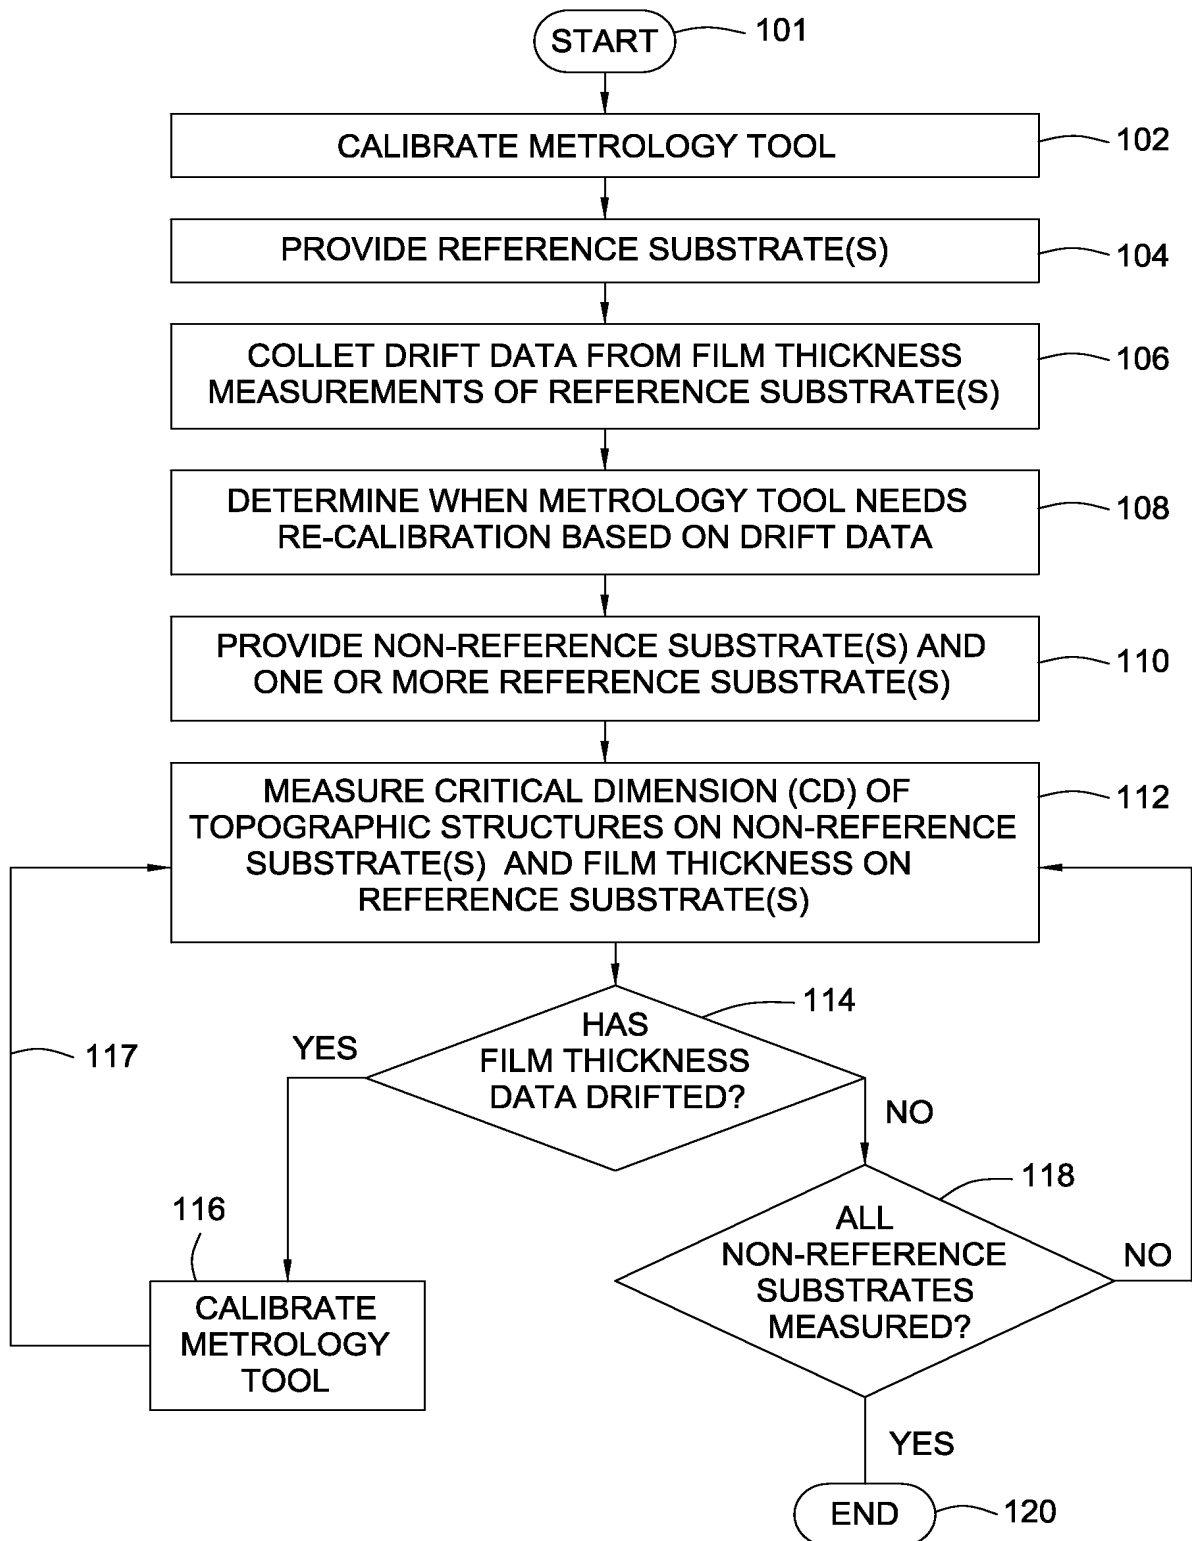 START
101
CALIBRATE METROLOGY TOOL
102
PROVIDE REFERENCE SUBSTRATE(S)
104
COLLET DRIFT DATA FROM FILM THICKNESS
MEASUREMENTS OF REFERENCE SUBSTRATE(S)
106
DETERMINE WHEN METROLOGY TOOL NEEDS
RE-CALIBRATION BASED ON DRIFT DATA
108
PROVIDE NON-REFERENCE SUBSTRATE(S) AND
ONE OR MORE REFERENCE SUBSTRATE(S)
110
MEASURE CRITICAL DIMENSION (CD) OF
TOPOGRAPHIC STRUCTURES ON NON-REFERENCE
SUBSTRATE(S) AND FILM THICKNESS ON
REFERENCE SUBSTRATE(S)
112
HAS
FILM THICKNESS
DATA DRIFTED?
114
YES
117
NO
116
CALIBRATE
METROLOGY
TOOL
ALL
NON-REFERENCE
SUBSTRATES
MEASURED?
118
NO
YES
END
120